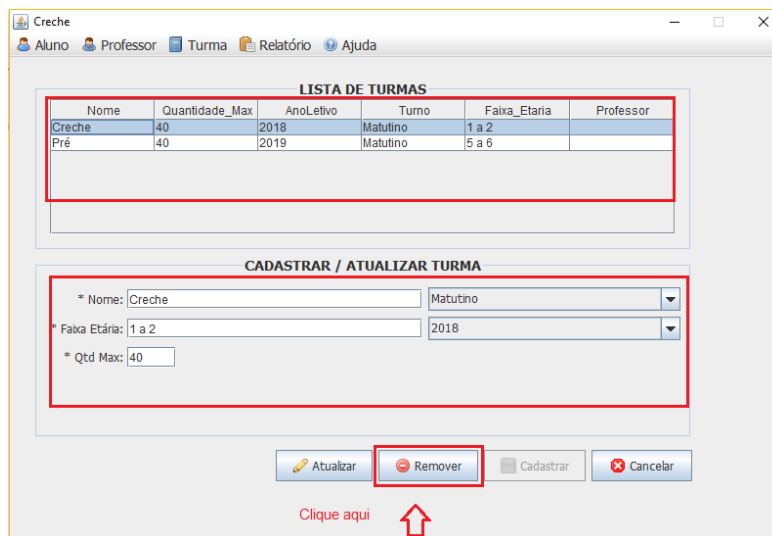 Creche
Aluno Professor Turma Relatório Ajuda
LISTA DE TURMAS
Nome Quantidade_Max AnoLetivo Turno Faixa_Etaria Professor
Creche 40 2018 Matutino 1 a 2
Pré 40 2019 Matutino 5 a 6
CADASTRAR / ATUALIZAR TURMA
* Nome: Creche Matutino
* Faixa Etária: 1 a 2 2018
* Qtd Max: 40
Atualizar Remover Cadastrar Cancelar
Clique aqui